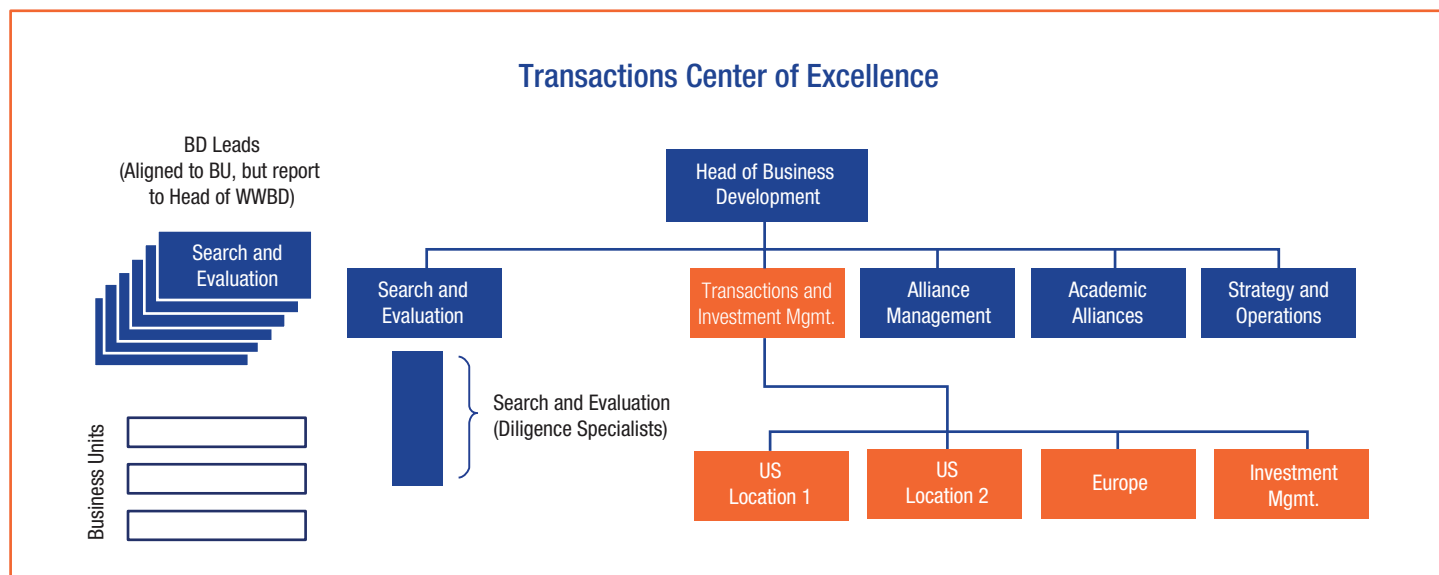 Transactions Center of Excellence
BD Leads
(Aligned to BU, but report
to Head of WWBD)
Search and
Evaluation
Business Units
Head of Business
Development
Search and
Evaluation
Transactions and
Investment Mgmt.
Alliance
Management
Academic
Alliances
Strategy and
Operations
Search and Evaluation
(Diligence Specialists)
US
Location 1
US
Location 2
Europe
Investment
Mgmt.